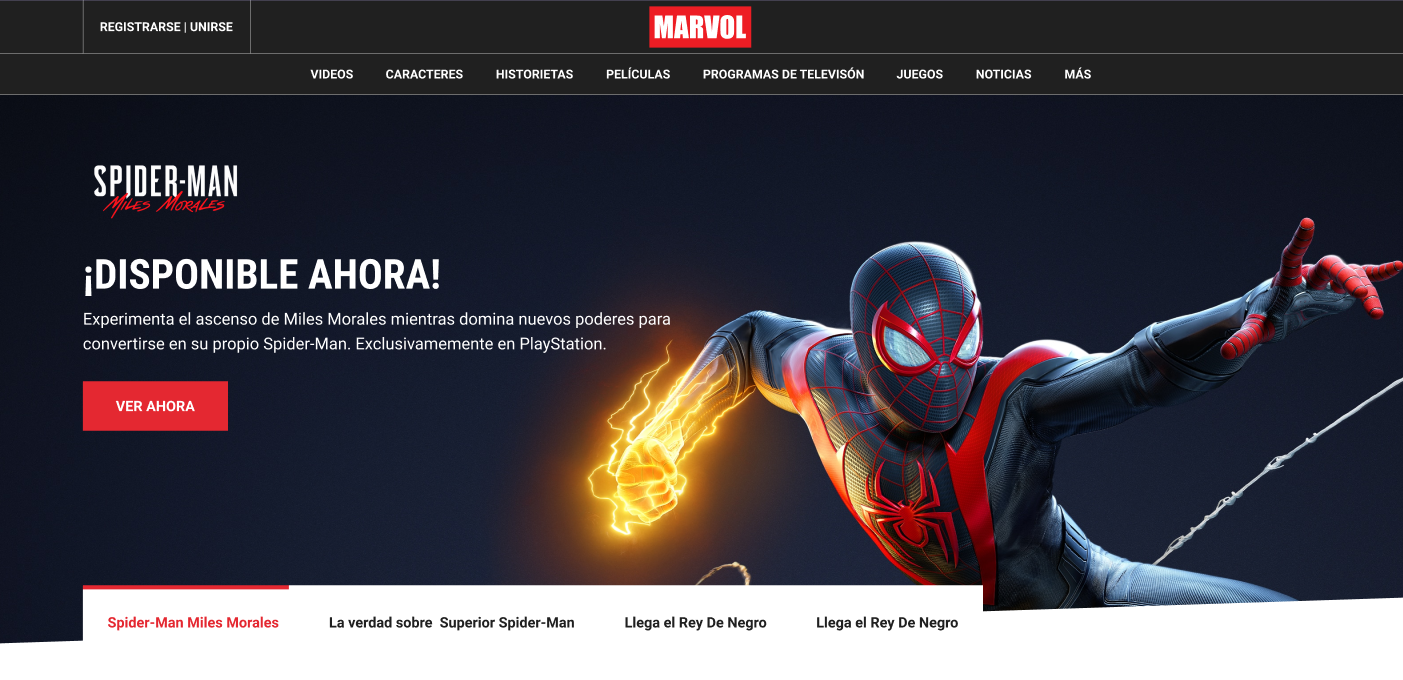 REGISTRARSE | UNIRSE
MARVOL
VIDEOS CARACTERES HISTORIETAS PELÍCULAS PROGRAMAS DE TELEVISÓN JUEGOS NOTICIAS MÁS
SPIDER-MAN
MILES MORALES
¡DISPONIBLE AHORA!
Experimenta el ascenso de Miles Morales mientras domina nuevos poderes para
convertirse en su propio Spider-Man. Exclusivamemente en PlayStation.
VER AHORA
Spider-Man Miles Morales La verdad sobre Superior Spider-Man Llega el Rey De Negro Llega el Rey De Negro